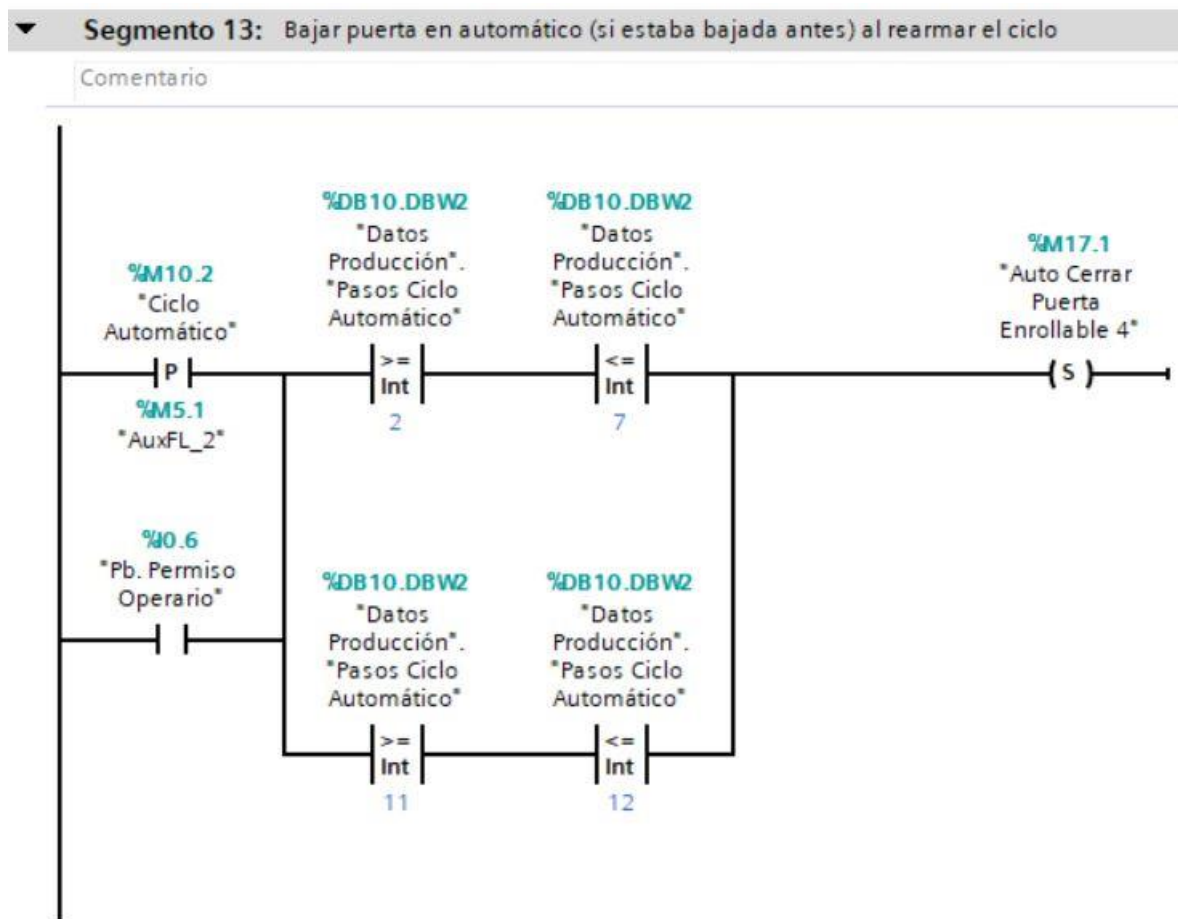 Segmento 13: Bajar puerta en automático (si estaba bajada antes) al rearmar el ciclo
Comentario
%M10.2
"Ciclo
Automático"
P
%M5.1
"AuxFL_2"
%DB10.DBW2
"Datos
Producción".
"Pasos Ciclo
Automático"
>=
Int
2
%DB10.DBW2
"Datos
Producción".
"Pasos Ciclo
Automático"
<=
Int
7
%M17.1
"Auto Cerrar
Puerta
Enrollable 4"
S
%I0.6
"Pb. Permiso
Operario"
%DB10.DBW2
"Datos
Producción".
"Pasos Ciclo
Automático"
>=
Int
11
%DB10.DBW2
"Datos
Producción".
"Pasos Ciclo
Automático"
<=
Int
12